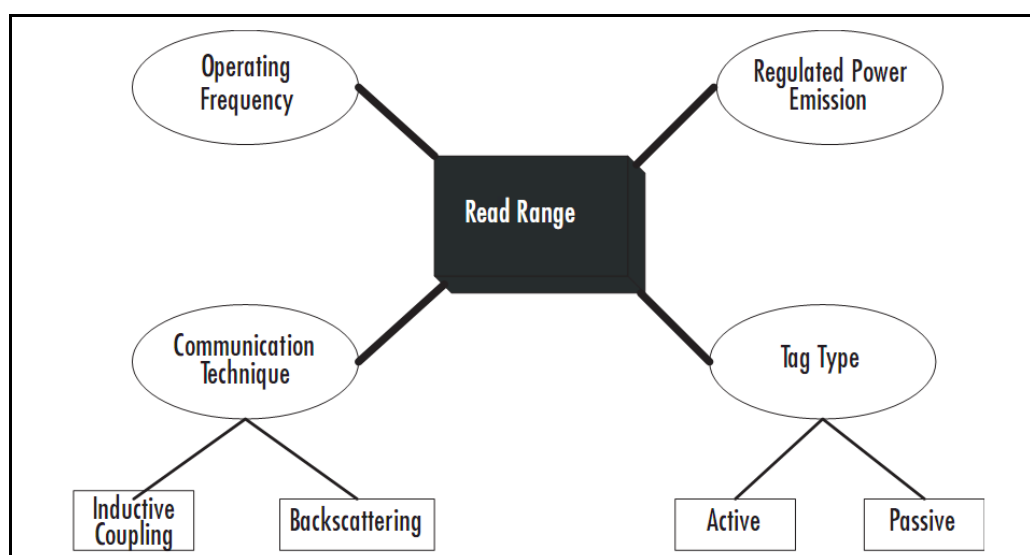 Operating
Frequency
Regulated Power
Emission
Read Range
Communication
Technique
Tag Type
Inductive
Coupling
Backscattering
Active
Passive